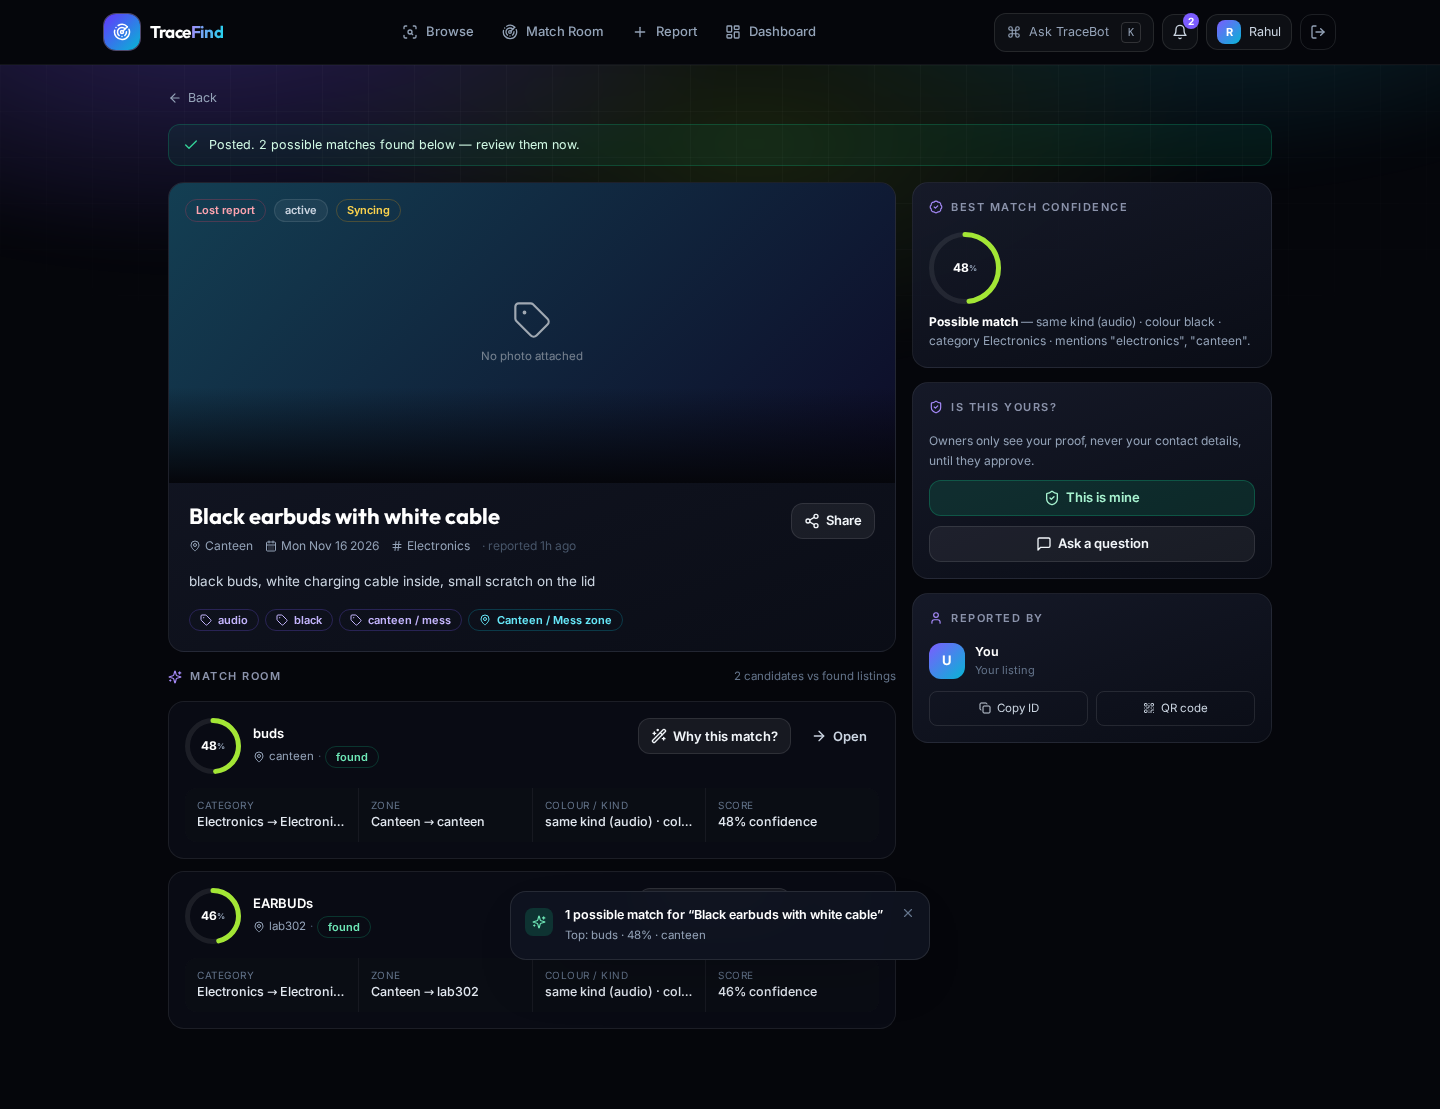 TraceFind
Browse
Match Room
Report
Dashboard
Ask TraceBot
K
2
R
Rahul
Back
Posted. 2 possible matches found below — review them now.
Lost report
active
Syncing
No photo attached
Black earbuds with white cable
Share
Canteen
Mon Nov 16 2026
Electronics
· reported 1h ago
black buds, white charging cable inside, small scratch on the lid
audio
black
canteen / mess
Canteen / Mess zone
BEST MATCH CONFIDENCE
48%
Possible match — same kind (audio) · colour black ·
category Electronics · mentions "electronics", "canteen".
IS THIS YOURS?
Owners only see your proof, never your contact details,
until they approve.
This is mine
Ask a question
REPORTED BY
U
You
Your listing
Copy ID
QR code
MATCH ROOM
2 candidates vs found listings
48%
buds
canteen ·
found
Why this match?
Open
CATEGORY
Electronics → Electroni...
ZONE
Canteen → canteen
COLOUR / KIND
same kind (audio) · col...
SCORE
48% confidence
46%
EARBUDs
lab302 ·
found
1 possible match for “Black earbuds with white cable”
Top: buds · 48% · canteen
CATEGORY
Electronics → Electroni...
ZONE
Canteen → lab302
COLOUR / KIND
same kind (audio) · col...
SCORE
46% confidence